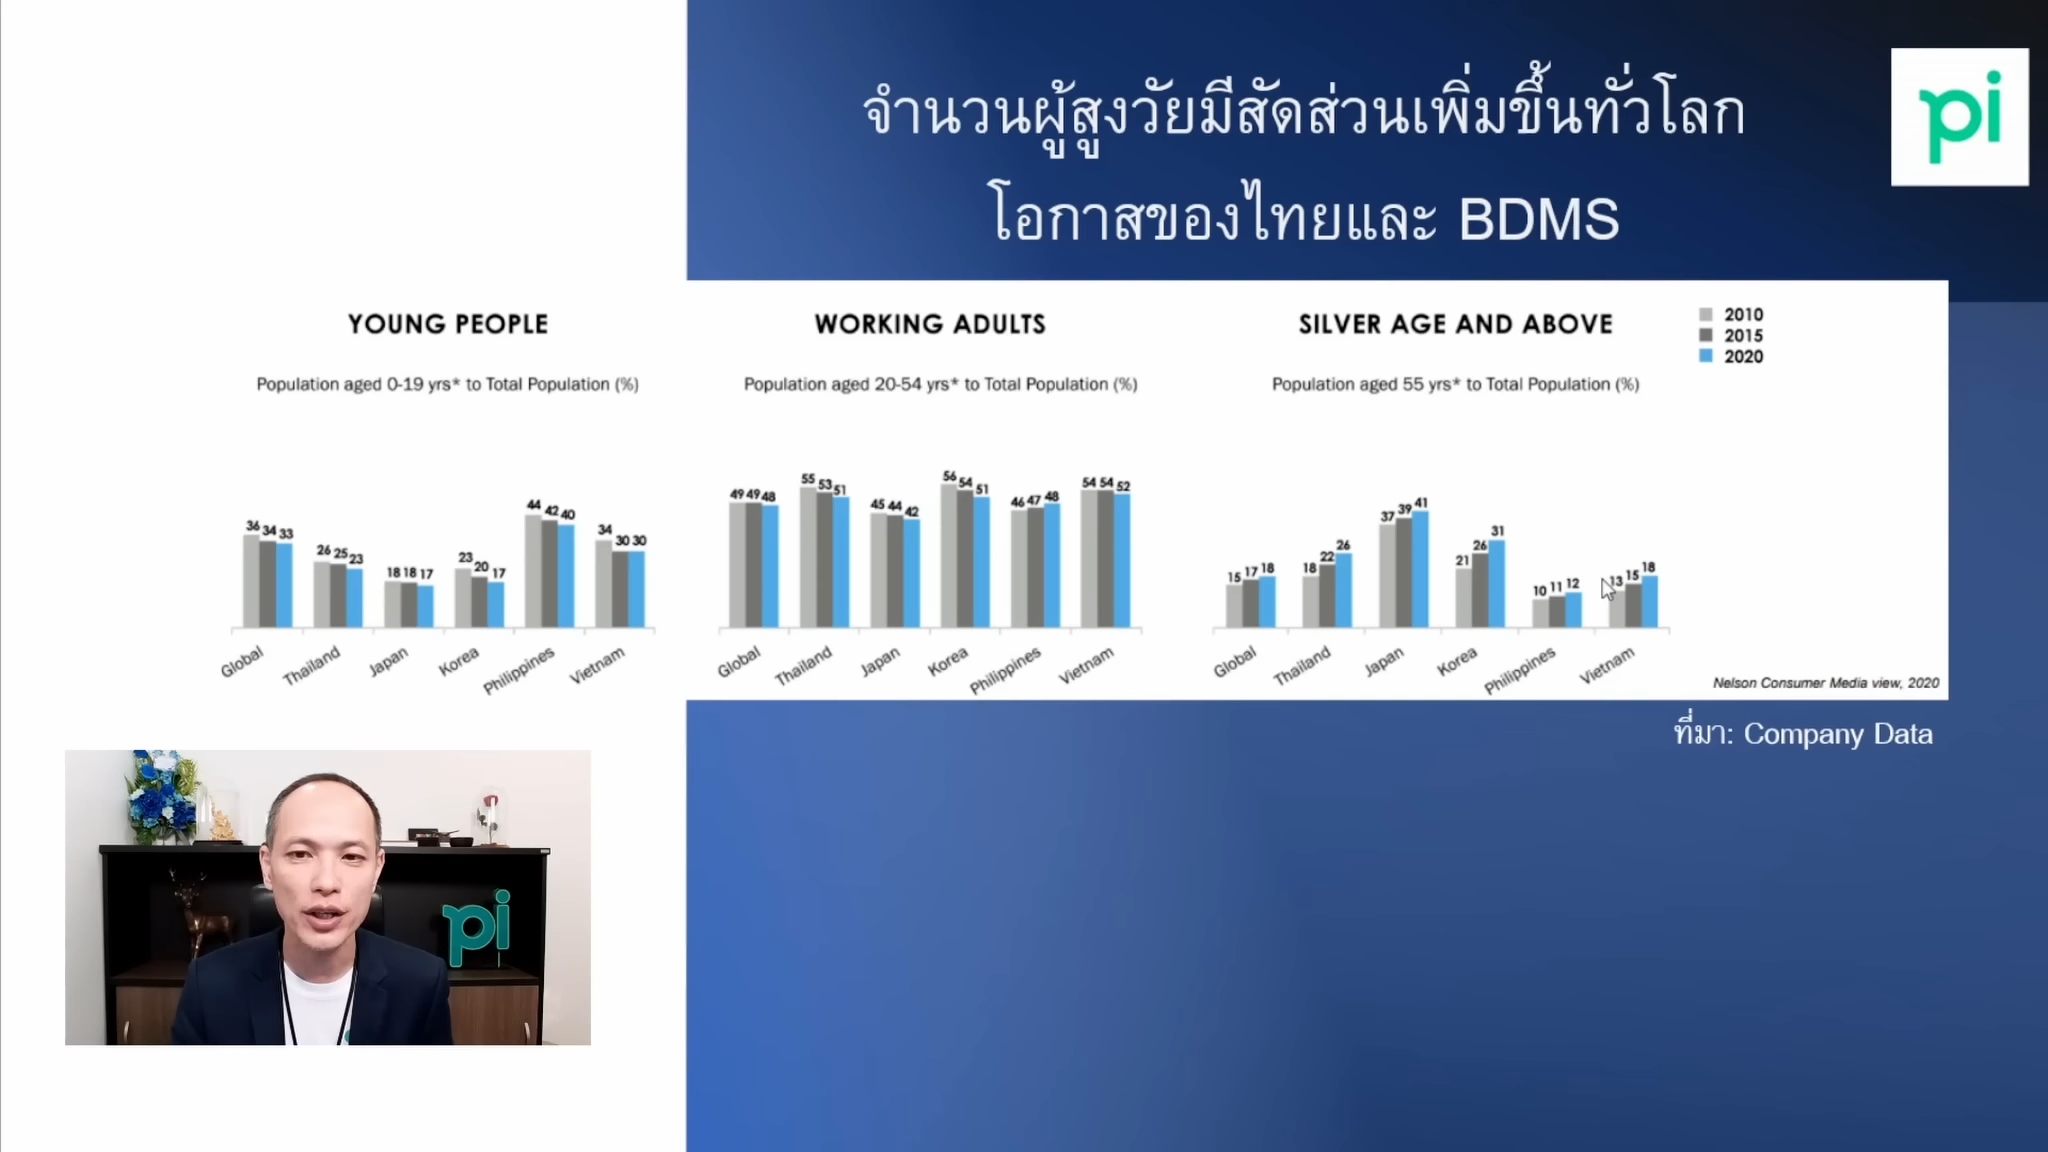 จำนวนผู้สูงวัยมีสัดส่วนเพิ่มขึ้นทั่วโลก
โอกาสของไทยและ BDMS
pi
YOUNG PEOPLE
Population aged 0-19 yrs* to Total Population (%)
36 34 33
26 25 23
18 18 17
23 20 17
44 42 40
34 30 30
Global Thailand Japan Korea Philippines Vietnam
WORKING ADULTS
Population aged 20-54 yrs* to Total Population (%)
49 49 48
55 53 51
45 44 42
56 54 51
46 47 48
54 54 52
Global Thailand Japan Korea Philippines Vietnam
SILVER AGE AND ABOVE
Population aged 55 yrs* to Total Population (%)
15 17 18
18 22 26
37 39 41
21 26 31
10 11 12
13 15 18
Global Thailand Japan Korea Philippines Vietnam
2010
2015
2020
Nelson Consumer Media view, 2020
ที่มา: Company Data
pi